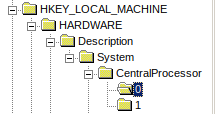 HKEY_LOCAL_MACHINE
HARDWARE
Description
System
CentralProcessor
0
1